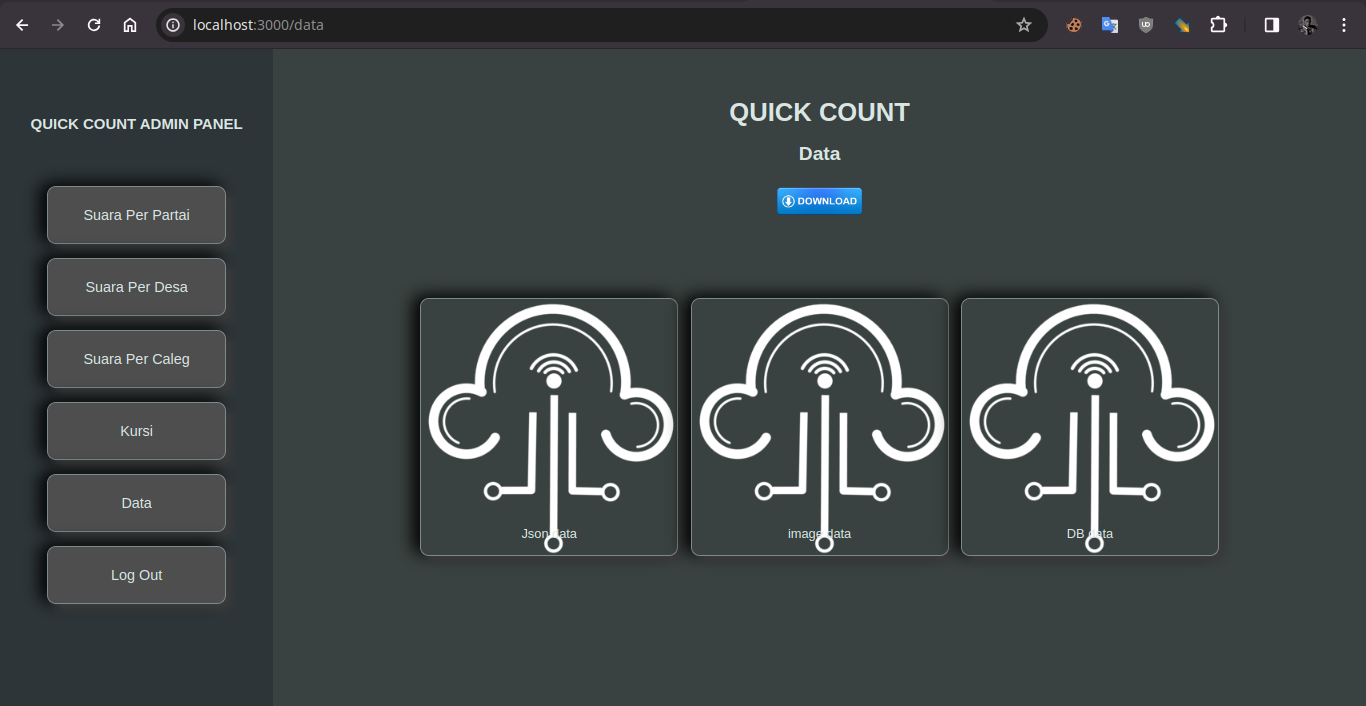 localhost:3000/data
QUICK COUNT ADMIN PANEL
Suara Per Partai
Suara Per Desa
Suara Per Caleg
Kursi
Data
Log Out
QUICK COUNT
Data
DOWNLOAD
Json data
image data
DB data